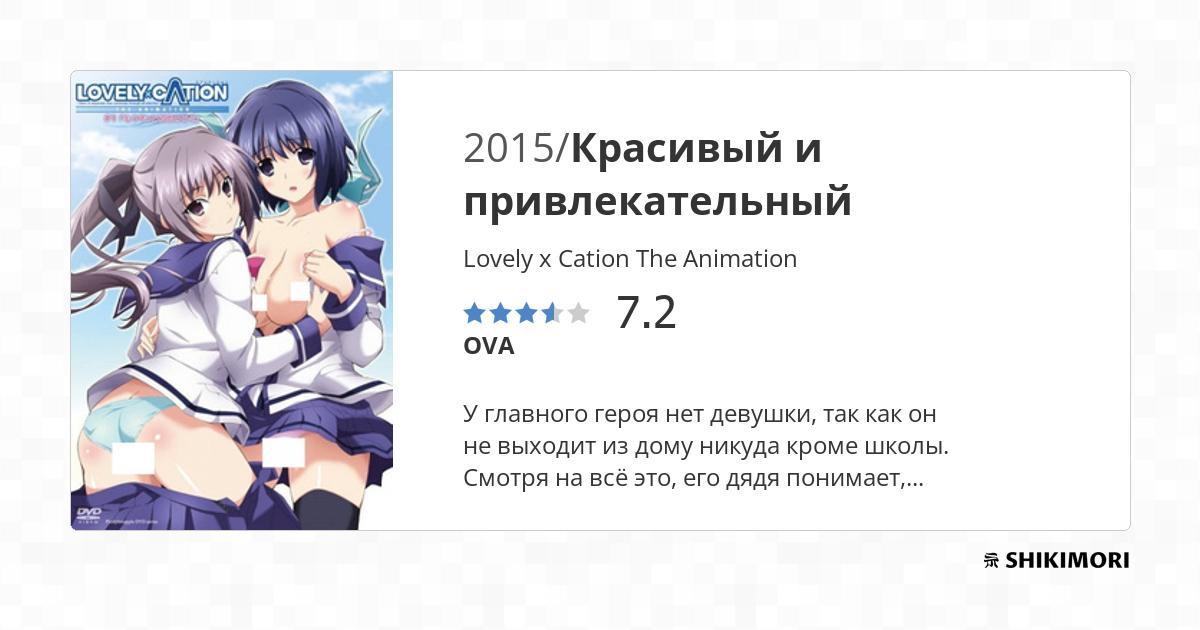 LOVELY×CATION
THE ANIMATION
2015/Красивый и
привлекательный
Lovely x Cation The Animation
7.2
OVA
У главного героя нет девушки, так как он
не выходит из дому никуда кроме школы.
Смотря на всё это, его дядя понимает,...
DVD
VIDEO
SHIKIMORI